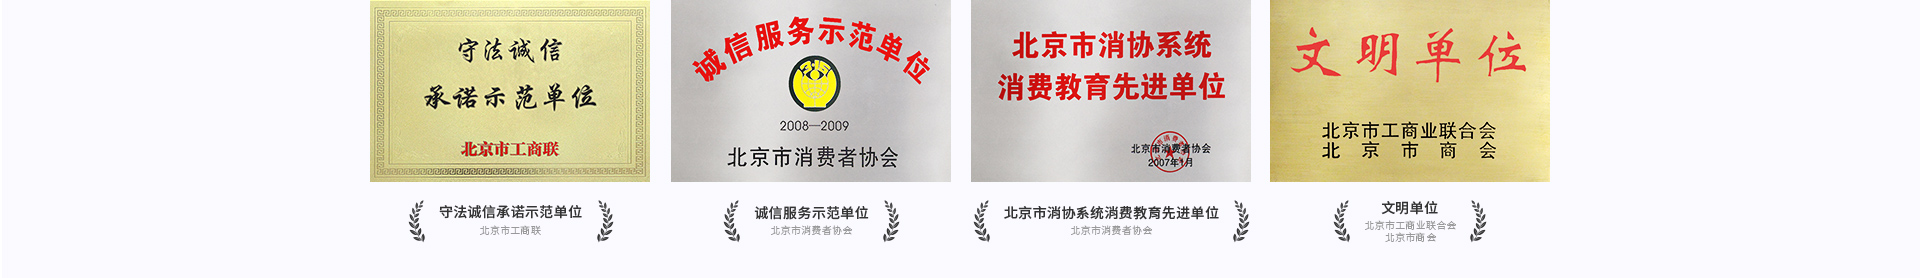 守法诚信
承诺示范单位
北京市工商联
诚信服务示范单位
2008—2009
北京市消费者协会
北京市消协系统
消费教育先进单位
北京市消费者协会
2007年1月
文明单位
北京市工商业联合会
北京市商会
守法诚信承诺示范单位
北京市工商联
诚信服务示范单位
北京市消费者协会
北京市消协系统消费教育先进单位
北京市消费者协会
文明单位
北京市工商业联合会
北京市商会